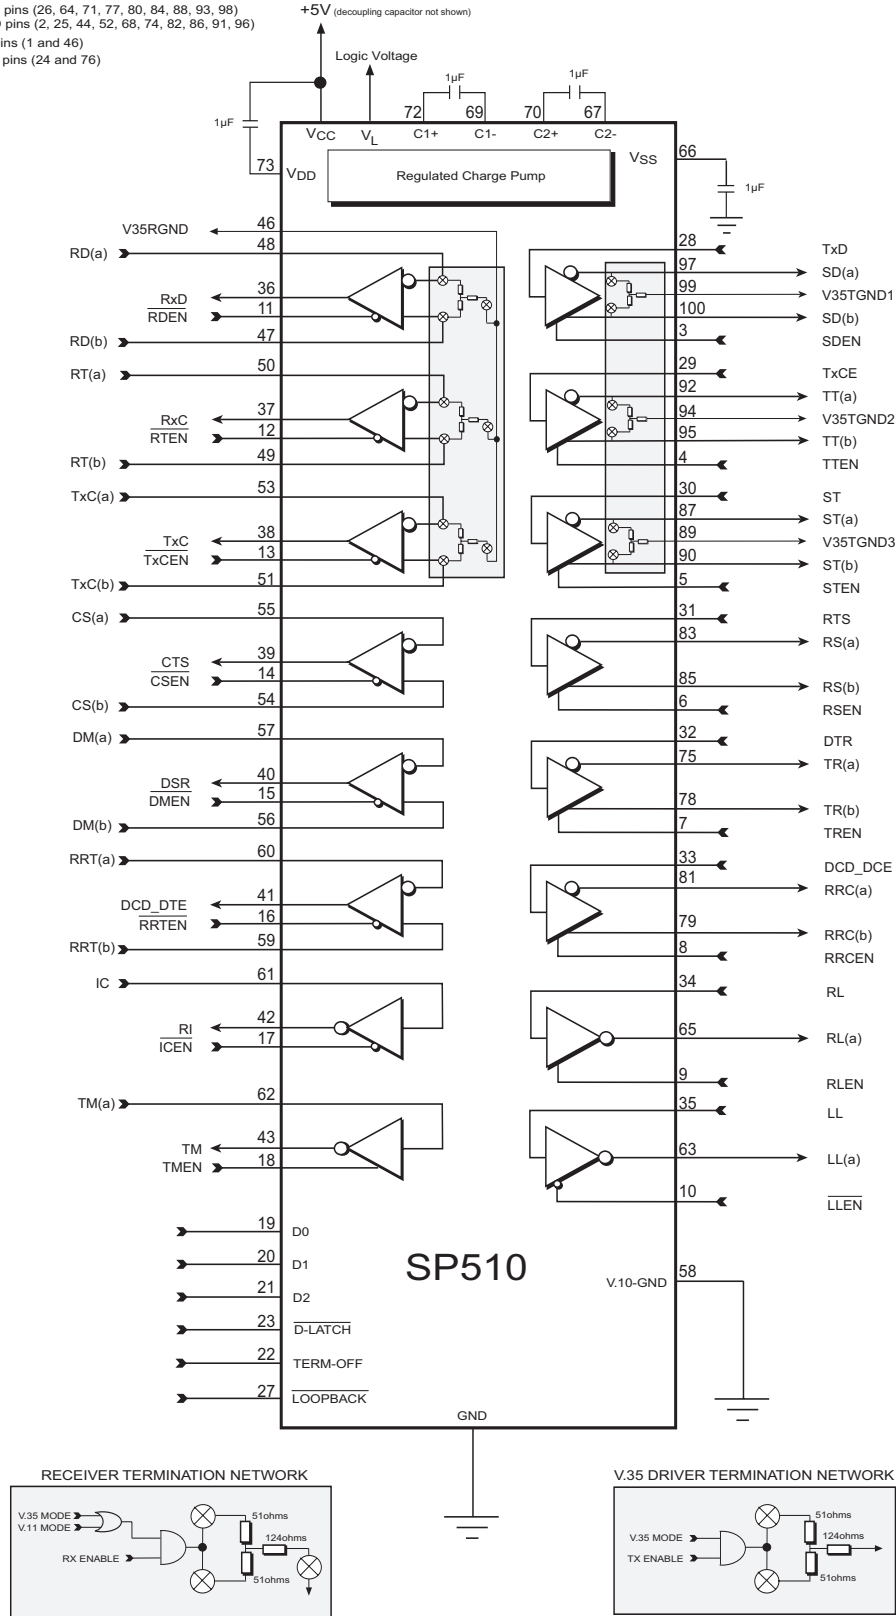 pins (26, 64, 71, 77, 80, 84, 88, 93, 98)
pins (2, 25, 44, 52, 68, 74, 82, 86, 91, 96)
ins (1 and 46)
pins (24 and 76)
+5V (decoupling capacitor not shown)
Logic Voltage
1µF
1µF
1µF
72
69
70
67
VCC
VL
C1+
C1-
C2+
C2-
73
VDD
Regulated Charge Pump
VSS
66
1µF
V35RGND
46
RD(a)
48
RxD
36
RDEN
11
RD(b)
47
RT(a)
50
RxC
37
RTEN
12
RT(b)
49
TxC(a)
53
TxC
38
TxCEN
13
TxC(b)
51
CS(a)
55
CTS
39
CSEN
14
CS(b)
54
DM(a)
57
DSR
40
DMEN
15
DM(b)
56
RRT(a)
60
DCD_DTE
41
RRTEN
16
RRT(b)
59
IC
61
RI
42
ICEN
17
TM(a)
62
TM
43
TMEN
18
19
D0
20
D1
21
D2
23
D-LATCH
22
TERM-OFF
27
LOOPBACK
28
TxD
97
SD(a)
99
V35TGND1
100
SD(b)
3
SDEN
29
TxCE
92
TT(a)
94
V35TGND2
95
TT(b)
4
TTEN
30
ST
87
ST(a)
89
V35TGND3
90
ST(b)
5
STEN
31
RTS
83
RS(a)
85
RS(b)
6
RSEN
32
DTR
75
TR(a)
78
TR(b)
7
TREN
33
DCD_DCE
81
RRC(a)
79
RRC(b)
8
RRCEN
34
RL
65
RL(a)
9
RLEN
35
LL
63
LL(a)
10
LLEN
SP510
V.10-GND
58
GND
RECEIVER TERMINATION NETWORK
V.35 MODE
V.11 MODE
RX ENABLE
51ohms
124ohms
51ohms
V.35 DRIVER TERMINATION NETWORK
V.35 MODE
TX ENABLE
51ohms
124ohms
51ohms